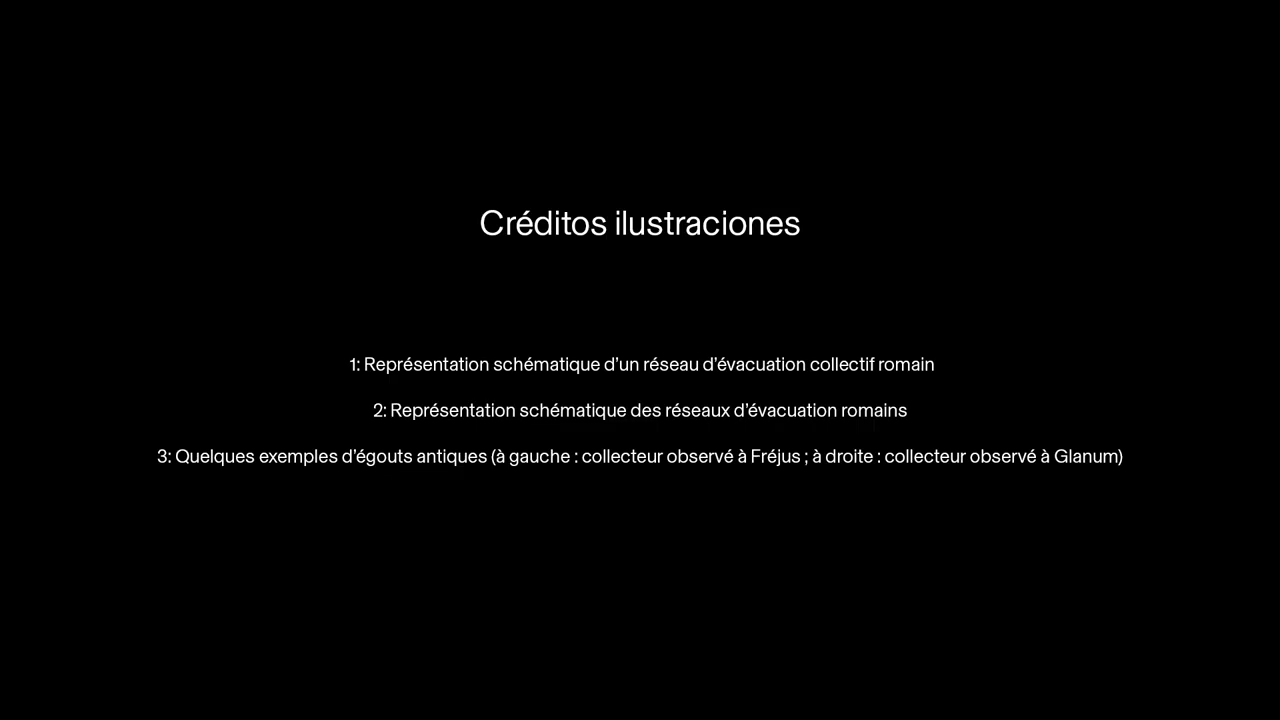 Créditos ilustraciones
1: Représentation schématique d’un réseau d’évacuation collectif romain
2: Représentation schématique des réseaux d’évacuation romains
3: Quelques exemples d’égouts antiques (à gauche : collecteur observé à Fréjus ; à droite : collecteur observé à Glanum)